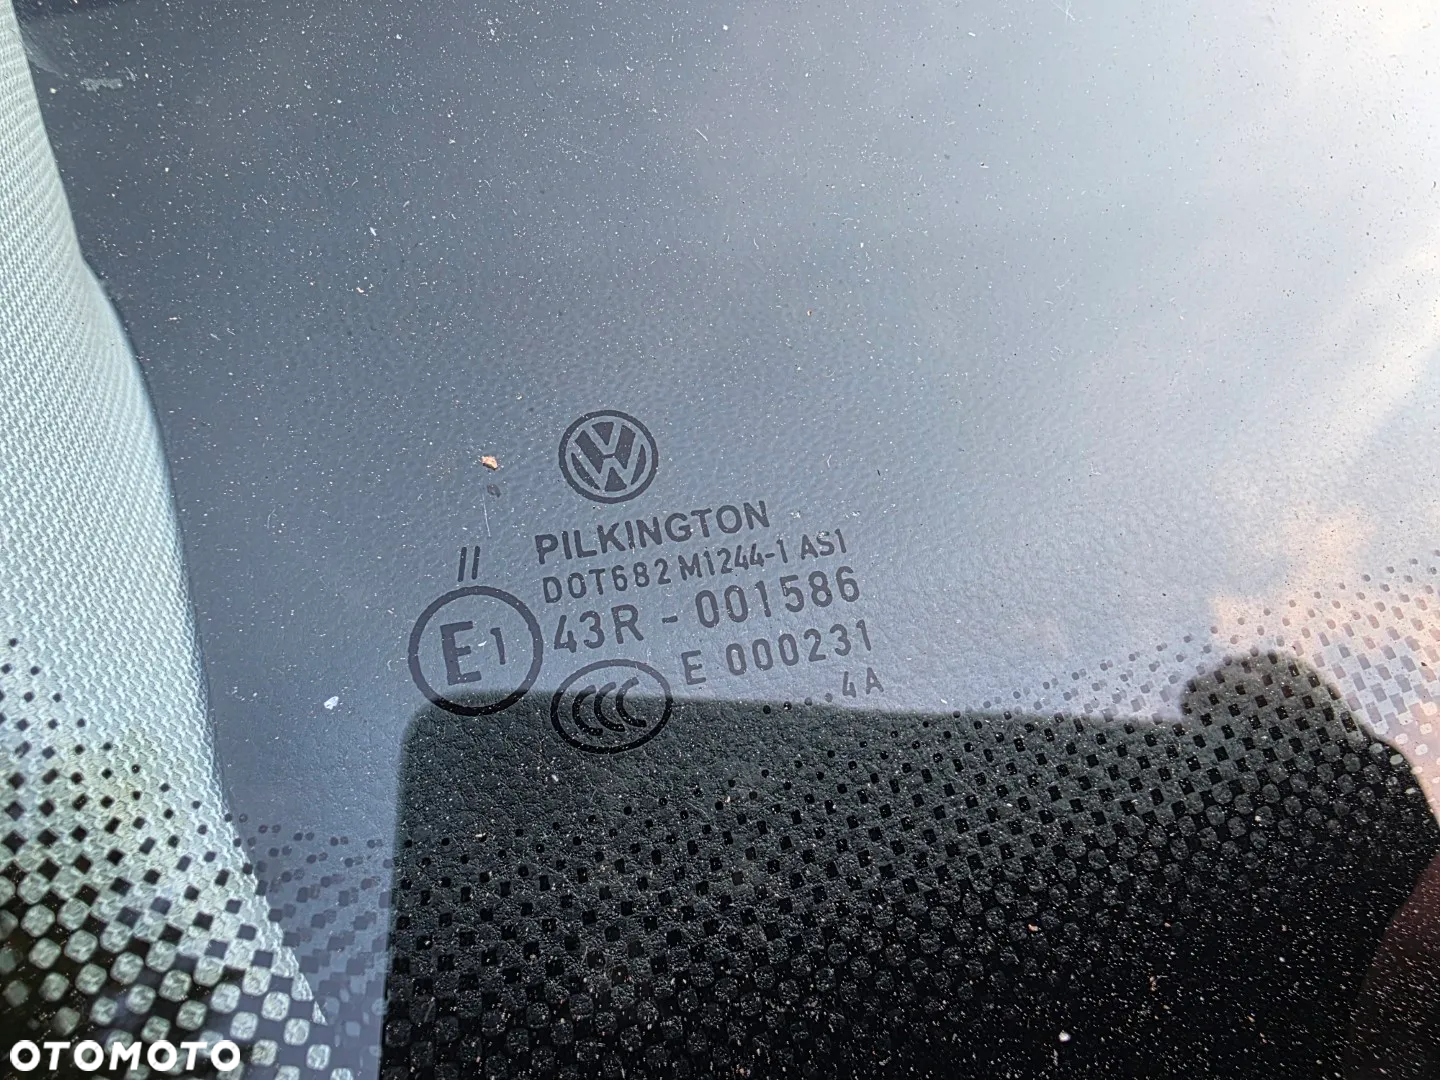 PILKINGTON
DOT682 M1244-1 AS1
II
43R - 001586
E1
E 000231
CCC
..4A
OTOMOTO